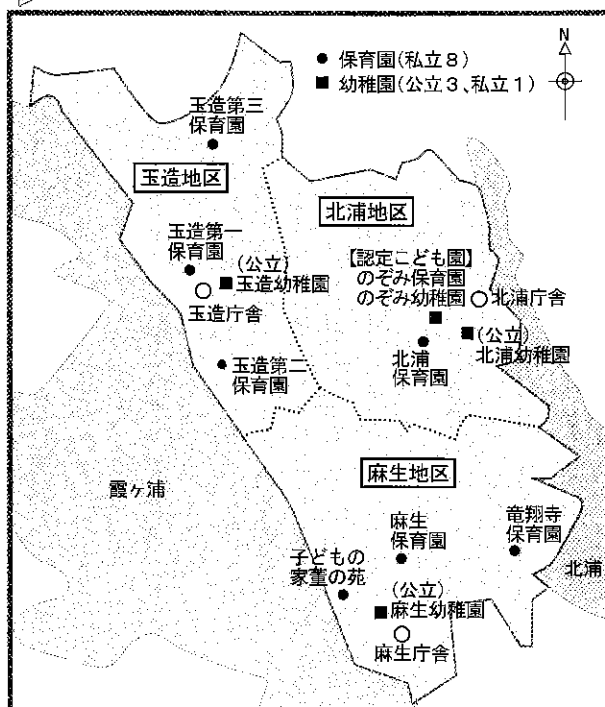 N
● 保育園(私立8)
■ 幼稚園(公立3、私立1)
玉造第三
保育園
玉造地区
北浦地区
玉造第一
保育園
(公立)
玉造幼稚園
玉造庁舎
【認定こども園】
のぞみ保育園
のぞみ幼稚園
北浦庁舎
(公立)
北浦幼稚園
北浦
保育園
玉造第二
保育園
麻生地区
霞ヶ浦
麻生
保育園
竜翔寺
保育園
子どもの
家菫の苑
北浦
(公立)
麻生幼稚園
麻生庁舎